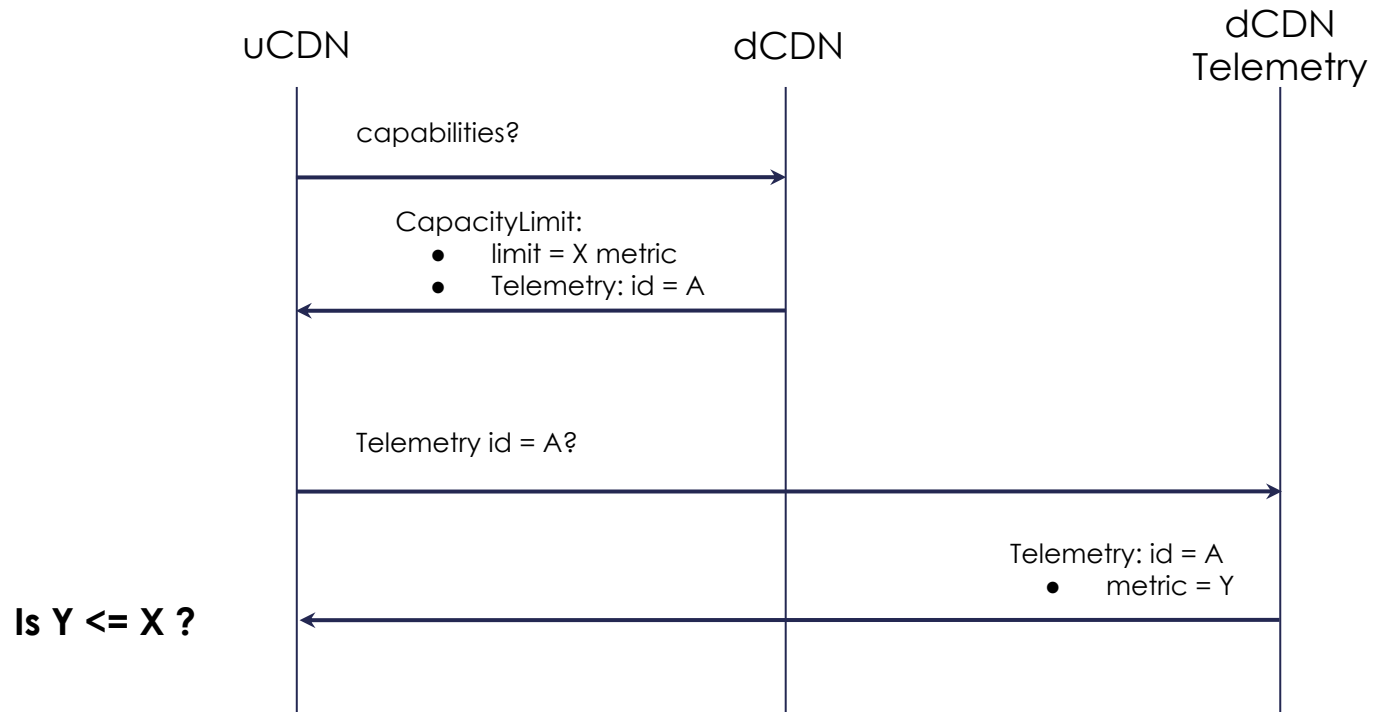 uCDN
dCDN
dCDN
Telemetry
capabilities?
CapacityLimit:
● limit = X metric
● Telemetry: id = A
Telemetry id = A?
Telemetry: id = A
● metric = Y
Is Y <= X ?